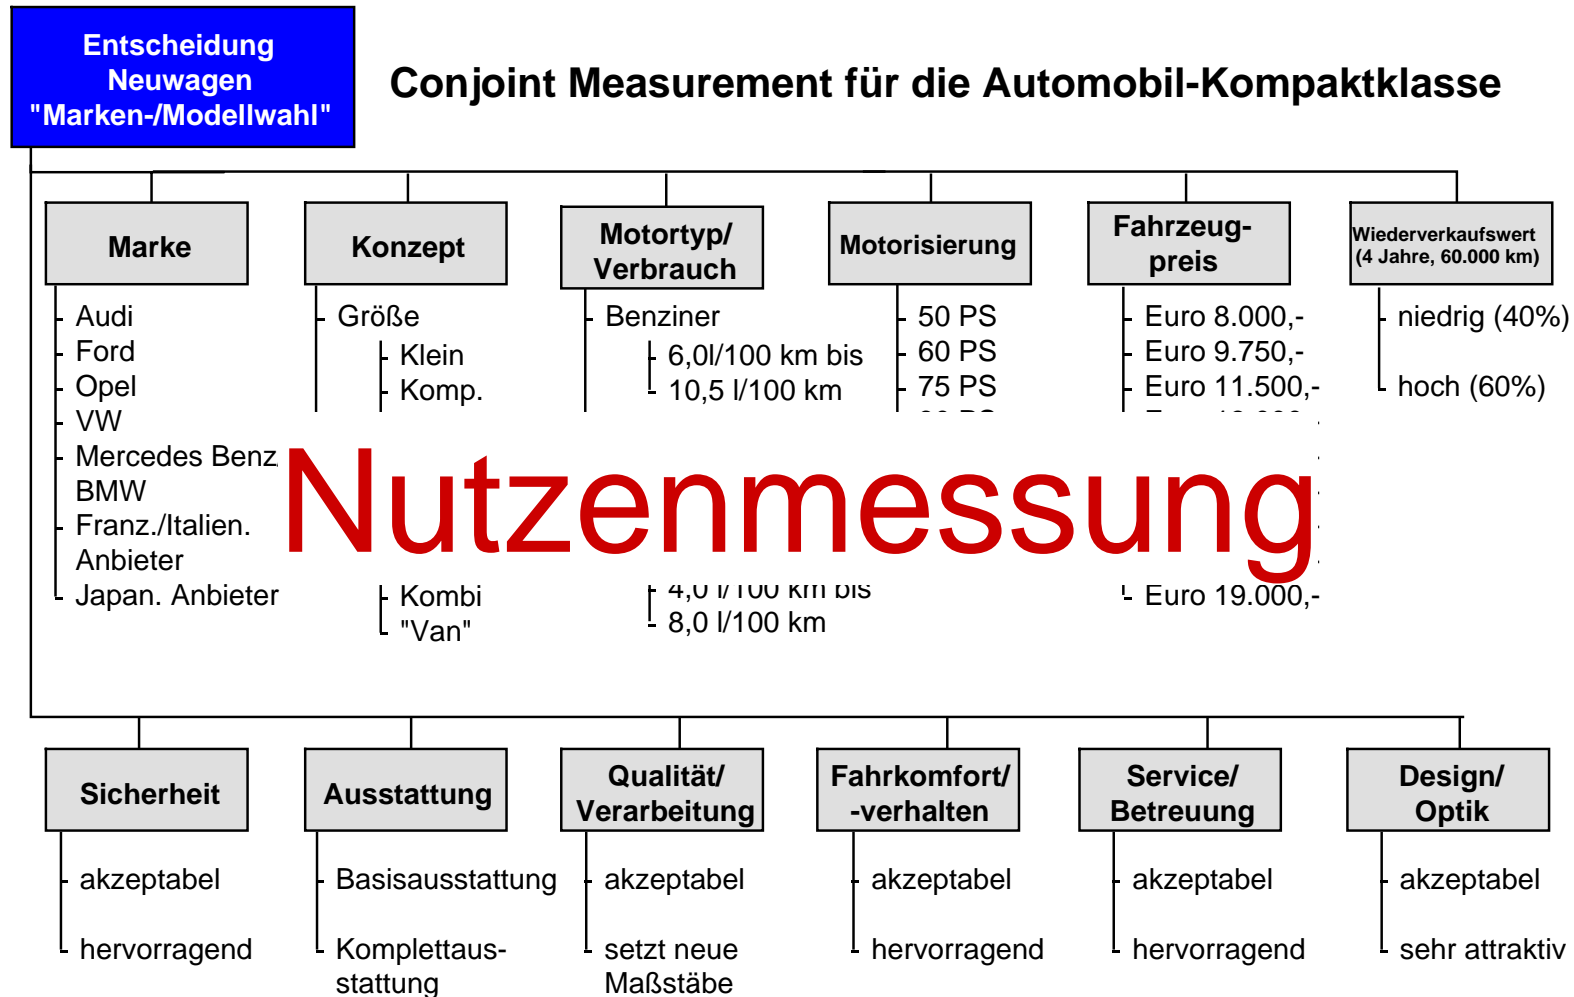 Entscheidung
Neuwagen
"Marken-/Modellwahl"
Conjoint Measurement für die Automobil-Kompaktklasse
Marke
Audi
Ford
Opel
VW
Mercedes Benz
BMW
Franz./Italien.
Anbieter
Japan. Anbieter
Konzept
Größe
Klein
Komp.
Kombi
"Van"
Motortyp/
Verbrauch
Benziner
6,0l/100 km bis
10,5 l/100 km
4,0 l/100 km bis
8,0 l/100 km
Motorisierung
50 PS
60 PS
75 PS
Fahrzeug-
preis
Euro 8.000,-
Euro 9.750,-
Euro 11.500,-
Euro 19.000,-
Wiederverkaufswert
(4 Jahre, 60.000 km)
niedrig (40%)
hoch (60%)
Nutzenmessung
Sicherheit
akzeptabel
hervorragend
Ausstattung
Basisausstattung
Komplettaus-
stattung
Qualität/
Verarbeitung
akzeptabel
setzt neue
Maßstäbe
Fahrkomfort/
-verhalten
akzeptabel
hervorragend
Service/
Betreuung
akzeptabel
hervorragend
Design/
Optik
akzeptabel
sehr attraktiv